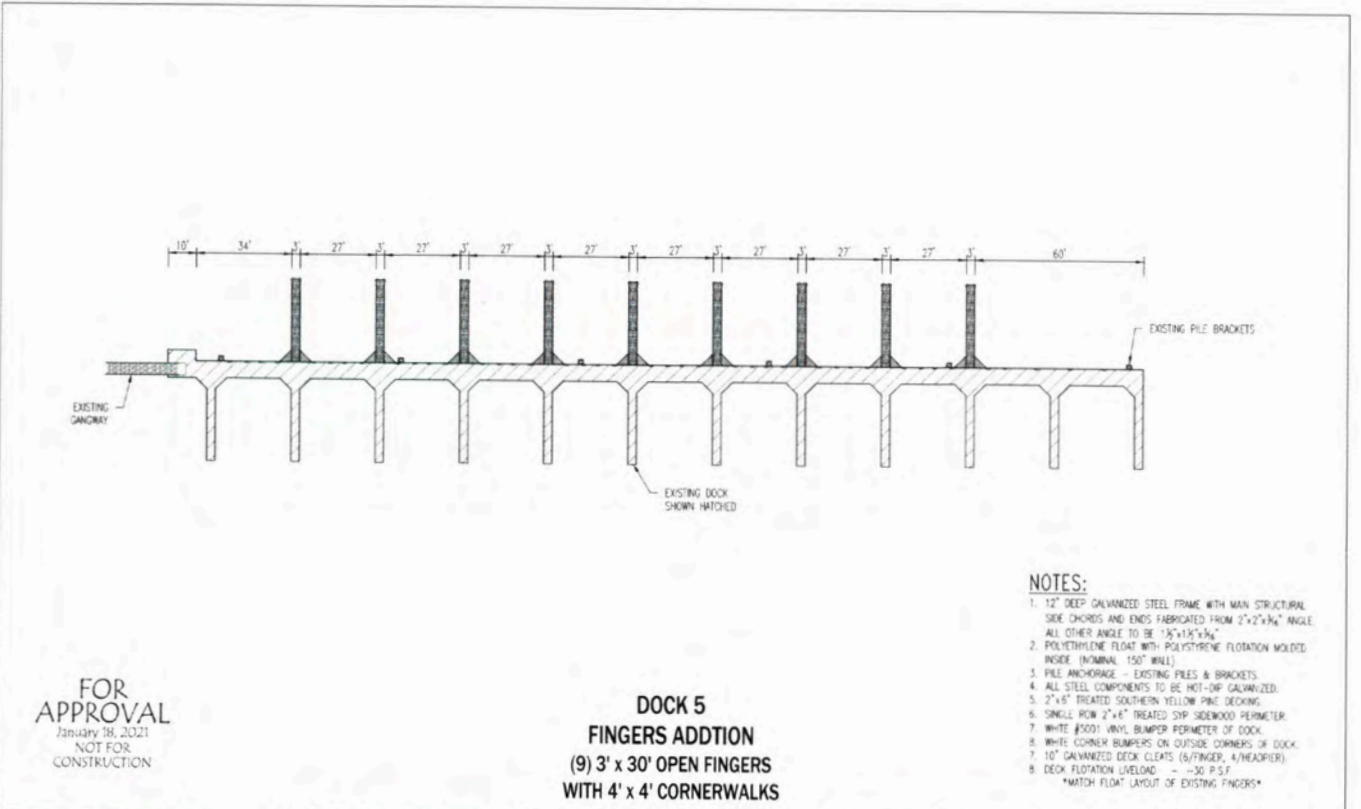 10' 34' 3' 27' 3' 27' 3' 27' 3' 27' 3' 27' 3' 27' 3' 27' 3' 27' 3' 60'
EXISTING PILE BRACKETS
EXISTING
GANGWAY
EXISTING DOCK
SHOWN HATCHED
NOTES:
1. 12" DEEP GALVANIZED STEEL FRAME WITH MAIN STRUCTURAL
SIDE CHORDS AND ENDS FABRICATED FROM 2"x2"x3/16" ANGLE
ALL OTHER ANGLE TO BE 1½"x1½"x3/16"
2. POLYETHYLENE FLOAT WITH POLYSTYRENE FLOTATION MOLDED
INSIDE (NOMINAL .150" WALL)
3. PILE ANCHORAGE - EXISTING PILES & BRACKETS.
4. ALL STEEL COMPONENTS TO BE HOT-DIP GALVANIZED.
5. 2"x6" TREATED SOUTHERN YELLOW PINE DECKING.
6. SINGLE ROW 2"x6" TREATED SYP SIDEWOOD PERIMETER.
7. WHITE #5001 VINYL BUMPER PERIMETER OF DOCK.
8. WHITE CORNER BUMPERS ON OUTSIDE CORNERS OF DOCK.
7. 10" GALVANIZED DECK CLEATS (6/FINGER, 4/HEADPIER).
8. DECK FLOTATION LIVELOAD - ~30 P.S.F.
*MATCH FLOAT LAYOUT OF EXISTING FINGERS*
FOR
APPROVAL
January 18, 2021
NOT FOR
CONSTRUCTION
DOCK 5
FINGERS ADDTION
(9) 3' x 30' OPEN FINGERS
WITH 4' x 4' CORNERWALKS